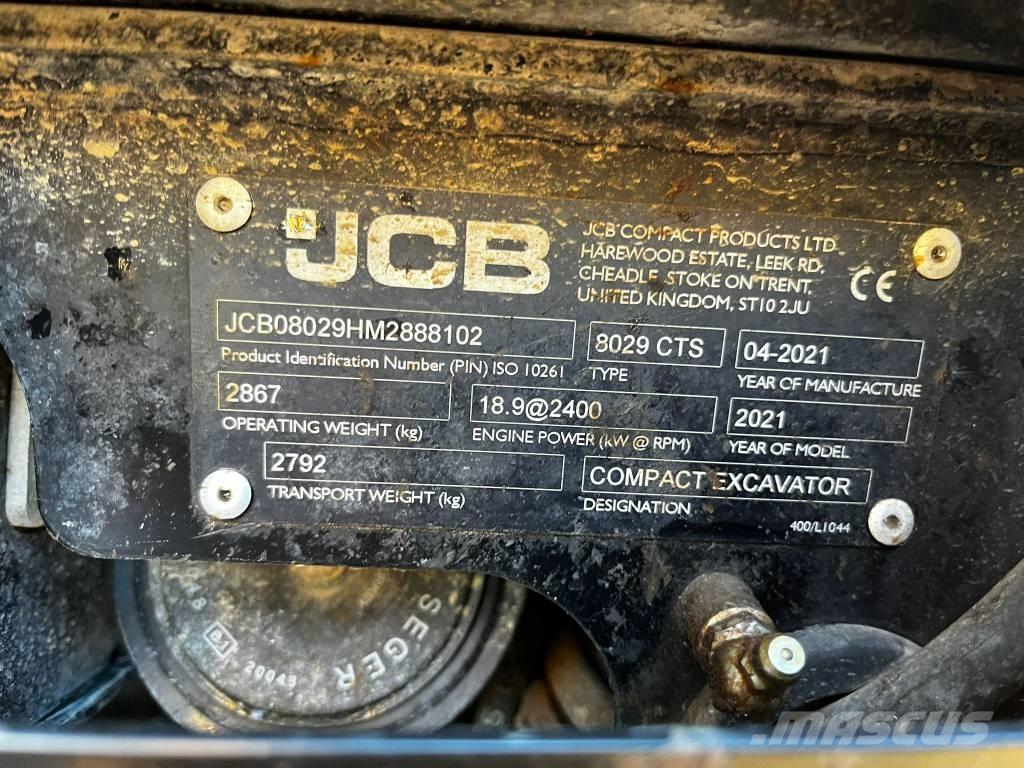 JCB
JCB COMPACT PRODUCTS LTD
HAREWOOD ESTATE, LEEK RD,
CHEADLE, STOKE ON TRENT,
UNITED KINGDOM, ST10 2JU
CE
JCB08029HM2888102
Product Identification Number (PIN) ISO 10261
8029 CTS
TYPE
04-2021
YEAR OF MANUFACTURE
2867
OPERATING WEIGHT (kg)
18.9@2400
ENGINE POWER (kW @ RPM)
2021
YEAR OF MODEL
2792
TRANSPORT WEIGHT (kg)
COMPACT EXCAVATOR
DESIGNATION
400/L1044
SEGER
20048
MASCUS